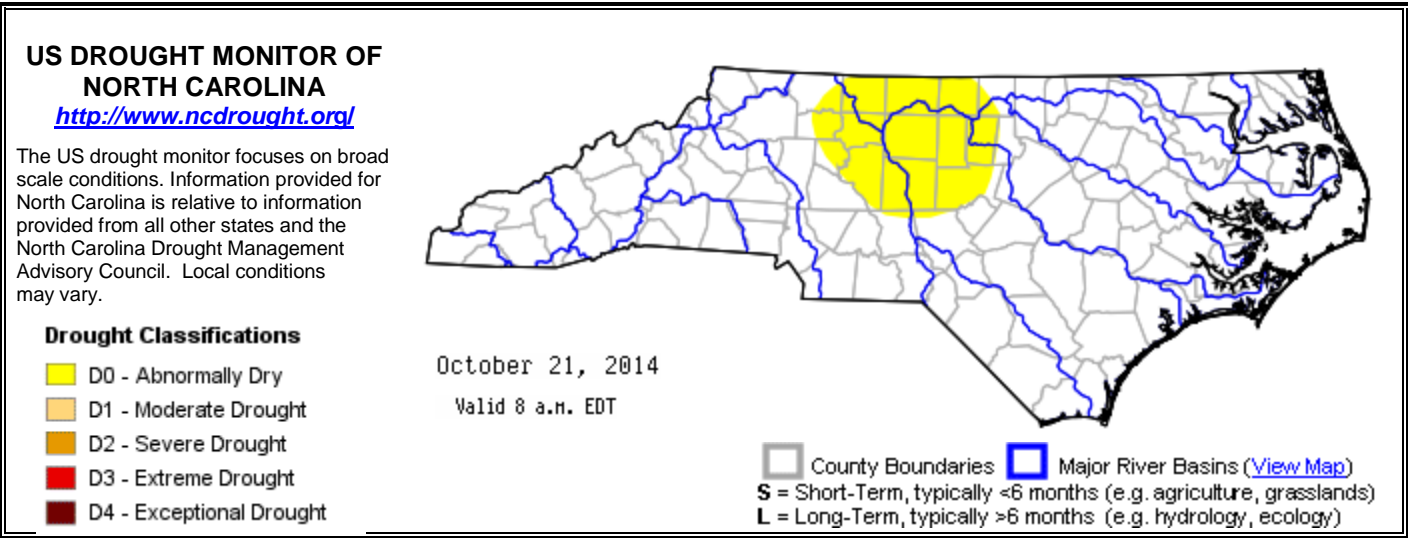 US DROUGHT MONITOR OF
NORTH CAROLINA
http://www.ncdrought.org/
The US drought monitor focuses on broad
scale conditions. Information provided for
North Carolina is relative to information
provided from all other states and the
North Carolina Drought Management
Advisory Council.  Local conditions
may vary.
Drought Classifications
D0 - Abnormally Dry
D1 - Moderate Drought
D2 - Severe Drought
D3 - Extreme Drought
D4 - Exceptional Drought
October 21, 2014
Valid 8 a.m. EDT
County Boundaries Major River Basins (View Map)
S = Short-Term, typically <6 months (e.g. agriculture, grasslands)
L = Long-Term, typically >6 months (e.g. hydrology, ecology)